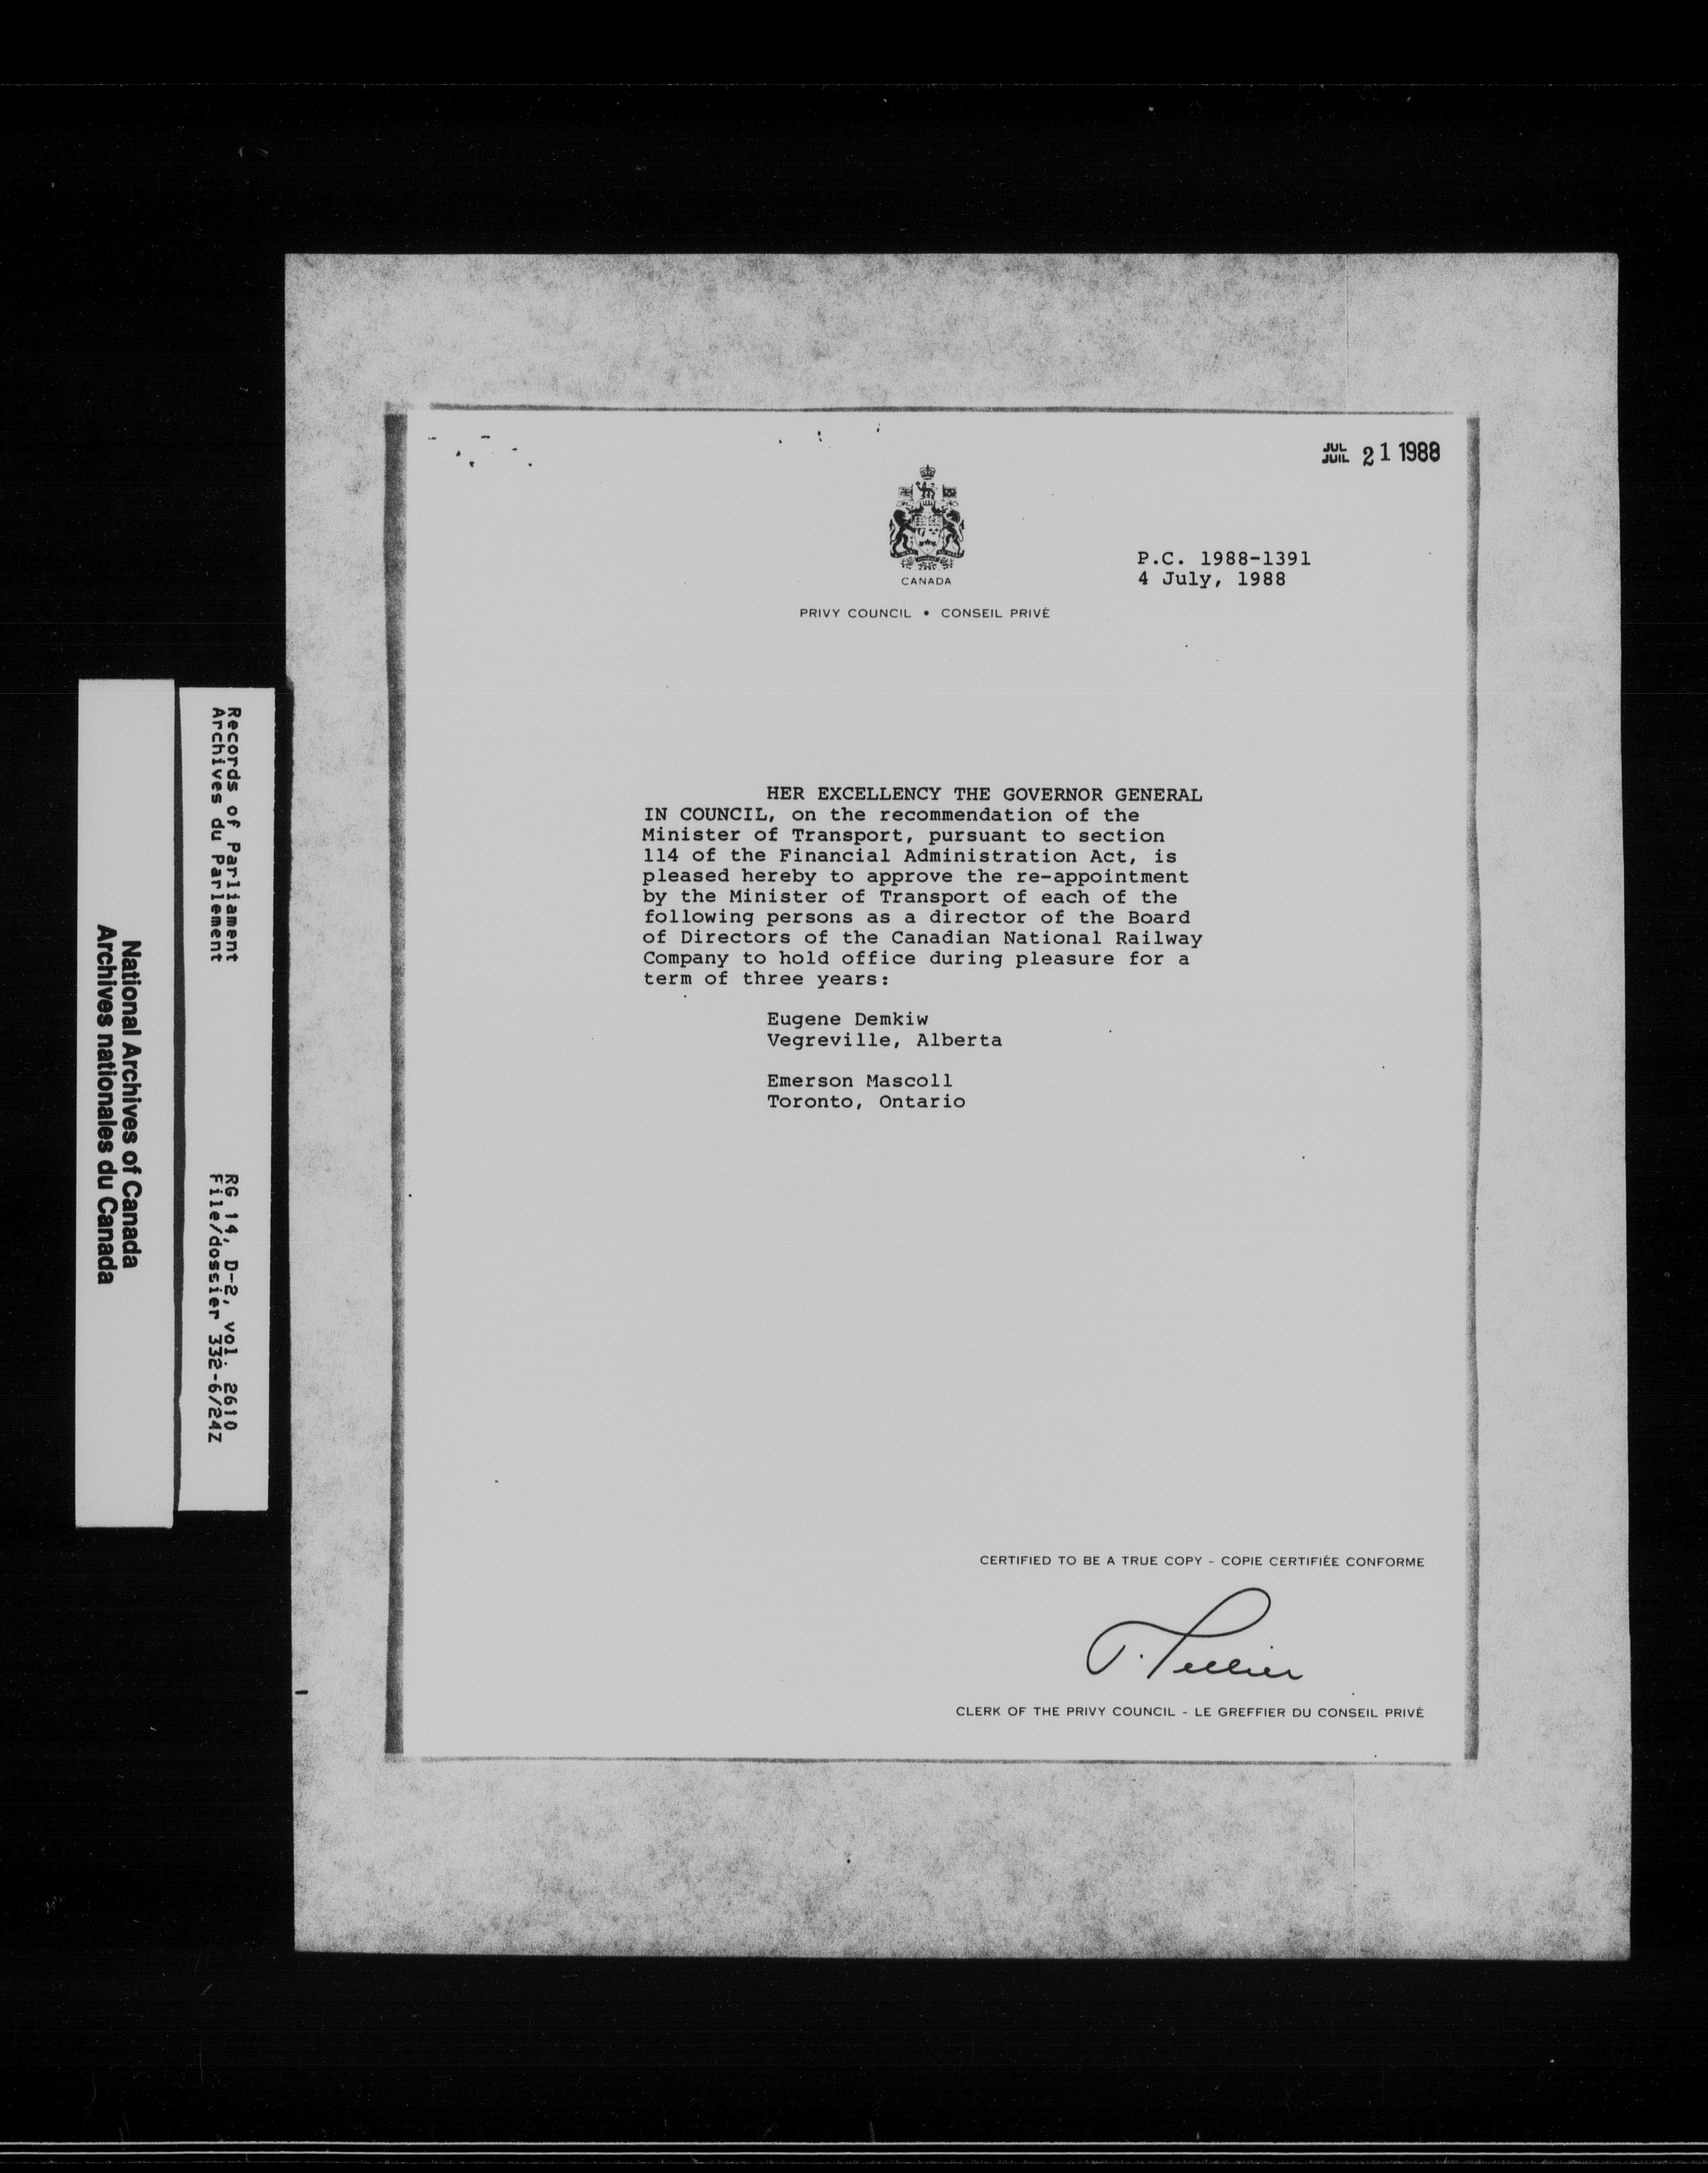 JUL
JUIL 21 1988
P.C. 1988-1391
4 July, 1988
CANADA
PRIVY COUNCIL • CONSEIL PRIVÉ
HER EXCELLENCY THE GOVERNOR GENERAL
IN COUNCIL, on the recommendation of the
Minister of Transport, pursuant to section
114 of the Financial Administration Act, is
pleased hereby to approve the re-appointment
by the Minister of Transport of each of the
following persons as a director of the Board
of Directors of the Canadian National Railway
Company to hold office during pleasure for a
term of three years:
Eugene Demkiw
Vegreville, Alberta
Emerson Mascoll
Toronto, Ontario
CERTIFIED TO BE A TRUE COPY - COPIE CERTIFIÉE CONFORME
P. Tellier
CLERK OF THE PRIVY COUNCIL - LE GREFFIER DU CONSEIL PRIVÉ
Records of Parliament
Archives du Parlement
RG 14, D-2, vol. 2610
File/dossier 332-6/24Z
National Archives of Canada
Archives nationales du Canada